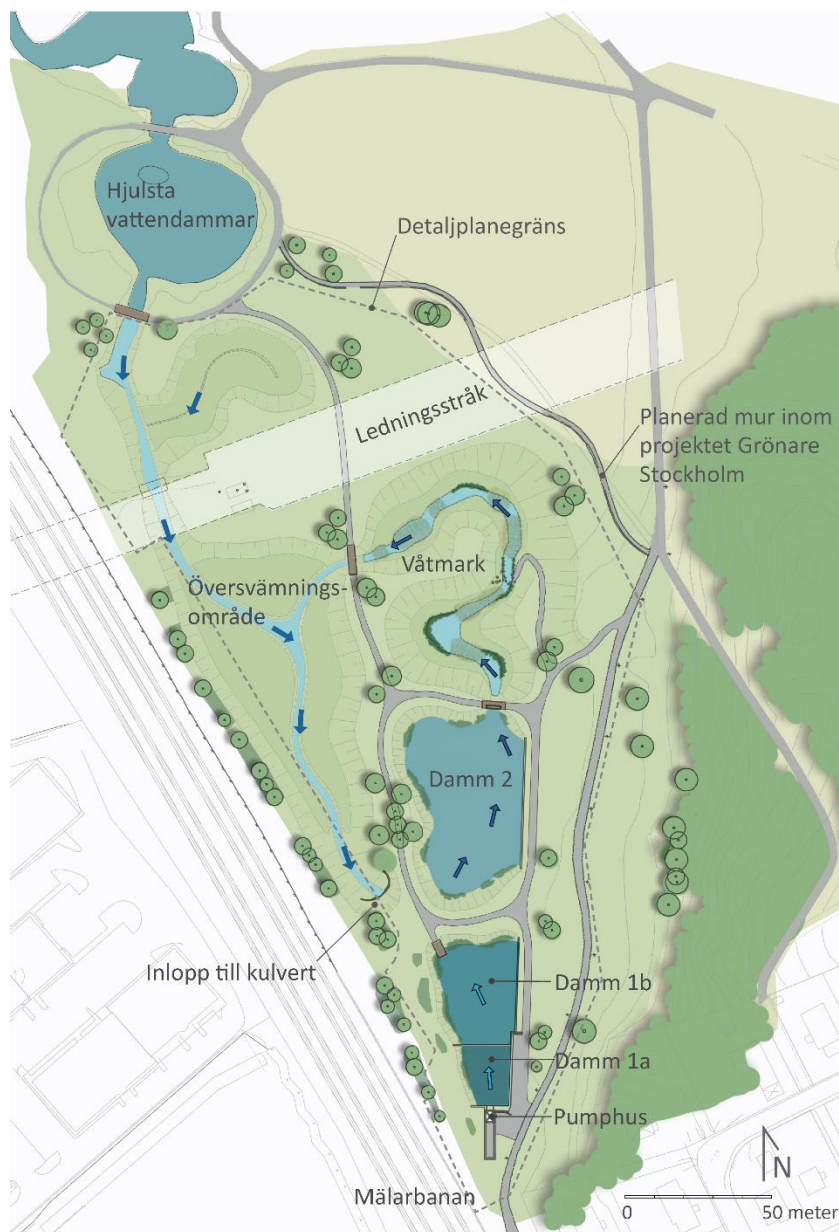 Hjulsta
vattendammar
Detaljplanegräns
Ledningsstråk
Planerad mur inom
projektet Grönare
Stockholm
Våtmark
Översvämnings-
område
Damm 2
Inlopp till kulvert
Damm 1b
Damm 1a
Pumphus
Mälarbanan
N
0 50 meter